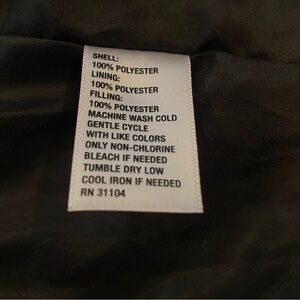 SHELL:
100% POLYESTER
LINING:
100% POLYESTER
FILLING:
100% POLYESTER
MACHINE WASH COLD
GENTLE CYCLE
WITH LIKE COLORS
ONLY NON-CHLORINE
BLEACH IF NEEDED
TUMBLE DRY LOW
COOL IRON IF NEEDED
RN 31104